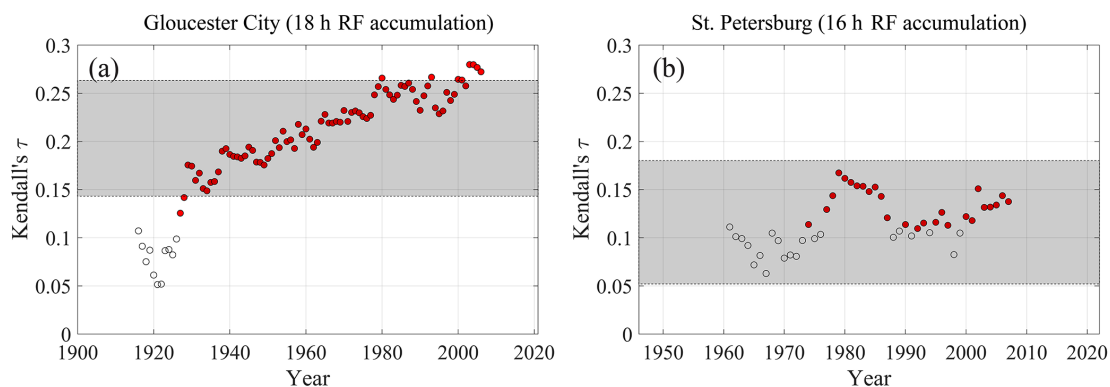 Gloucester City (18 h RF accumulation)
(a)
0.3
0.25
0.2
0.15
0.1
0.05
0
Kendall's τ
1900 1920 1940 1960 1980 2000 2020
Year
St. Petersburg (16 h RF accumulation)
(b)
0.3
0.25
0.2
0.15
0.1
0.05
0
Kendall's τ
1950 1960 1970 1980 1990 2000 2010 2020
Year